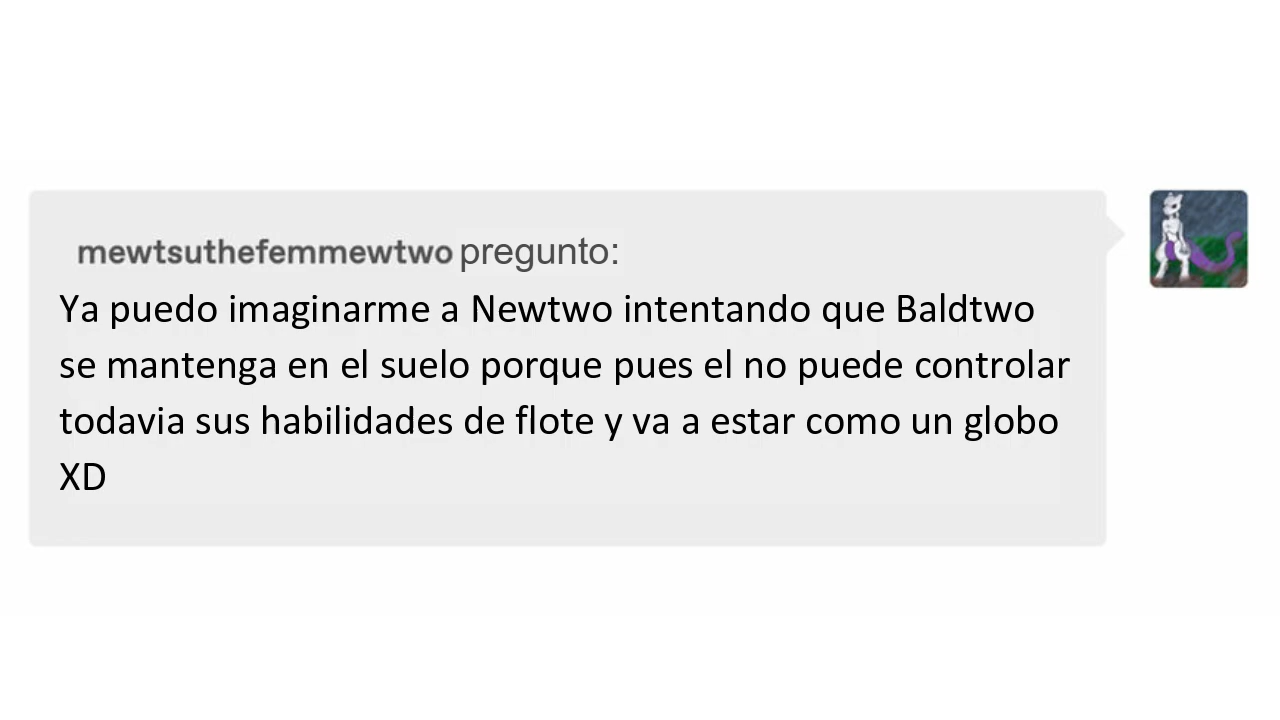 mewtsuthefemmewtwo pregunto:
Ya puedo imaginarme a Newtwo intentando que Baldtwo
se mantenga en el suelo porque pues el no puede controlar
todavia sus habilidades de flote y va a estar como un globo
XD